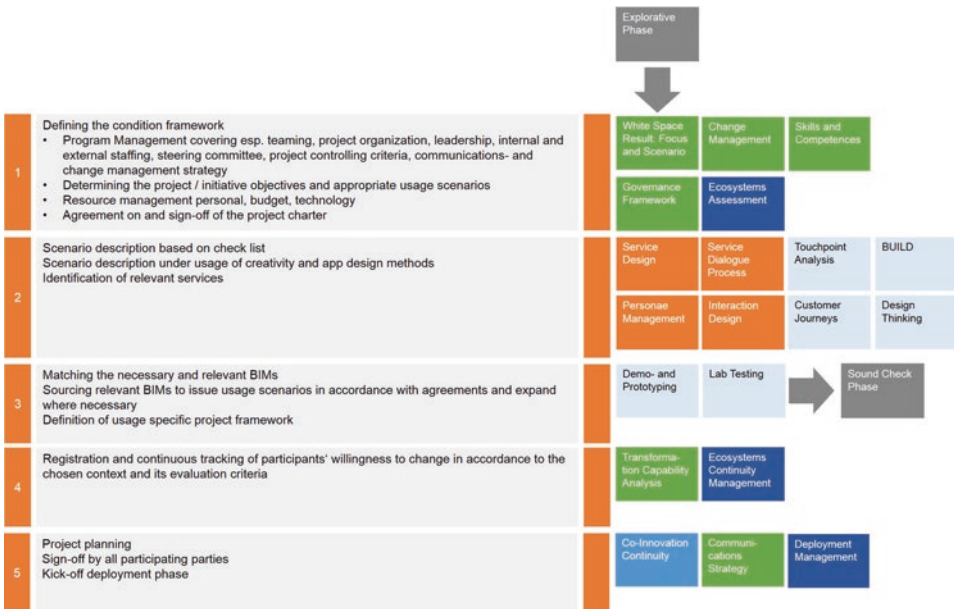 Explorative
Phase
1
Defining the condition framework
• Program Management covering esp. teaming, project organization, leadership, internal and
external staffing, steering committee, project controlling criteria, communications- and
change management strategy
• Determining the project / initiative objectives and appropriate usage scenarios
• Resource management personal, budget, technology
• Agreement on and sign-off of the project charter
White Space
Result: Focus
and Scenario
Change
Management
Skills and
Competences
Governance
Framework
Ecosystems
Assessment
2
Scenario description based on check list
Scenario description under usage of creativity and app design methods
Identification of relevant services
Service
Design
Service
Dialogue
Process
Touchpoint
Analysis
BUILD
Personae
Management
Interaction
Design
Customer
Journeys
Design
Thinking
3
Matching the necessary and relevant BIMs
Sourcing relevant BIMs to issue usage scenarios in accordance with agreements and expand
where necessary
Definition of usage specific project framework
Demo- and
Prototyping
Lab Testing
Sound Check
Phase
4
Registration and continuous tracking of participants' willingness to change in accordance to the
chosen context and its evaluation criteria
Transforma-
tion Capability
Analysis
Ecosystems
Continuity
Management
5
Project planning
Sign-off by all participating parties
Kick-off deployment phase
Co-Innovation
Continuity
Communi-
cations
Strategy
Deployment
Management